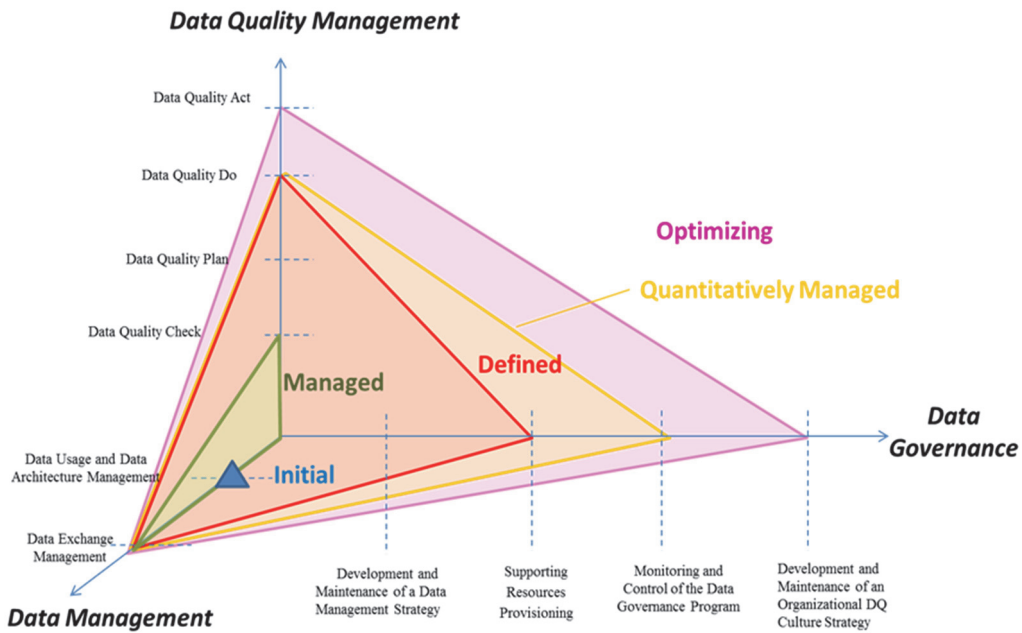 Data Quality Management
Data Quality Act
Data Quality Do
Optimizing
Data Quality Plan
Quantitatively Managed
Data Quality Check
Defined
Managed
Data
Governance
Data Usage and Data
Architecture Management
Initial
Data Exchange
Management
Data Management
Development and
Maintenance of a Data
Management Strategy
Supporting
Resources
Provisioning
Monitoring and
Control of the Data
Governance Program
Development and
Maintenance of an
Organizational DQ
Culture Strategy